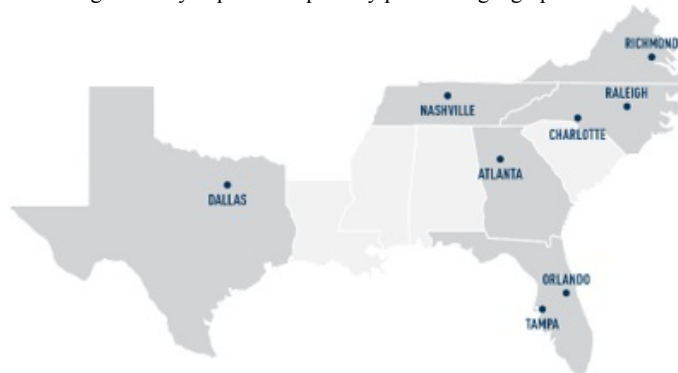 RICHMOND
RALEIGH
NASHVILLE
CHARLOTTE
ATLANTA
DALLAS
ORLANDO
TAMPA